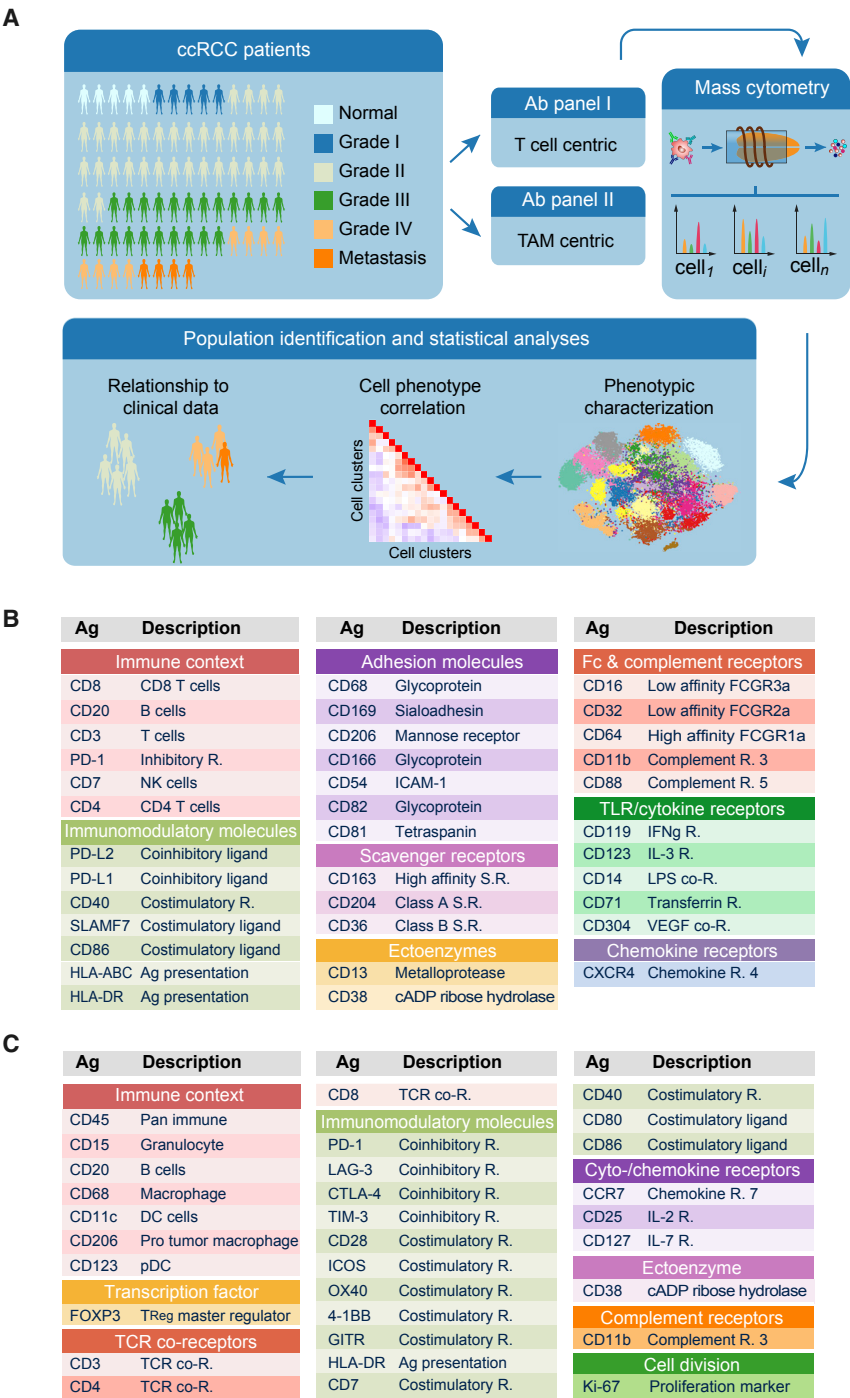 A
ccRCC patients
Normal
Grade I
Grade II
Grade III
Grade IV
Metastasis
Ab panel I
T cell centric
Ab panel II
TAM centric
Mass cytometry
cell1 celli celln
Population identification and statistical analyses
Relationship to
clinical data
Cell phenotype
correlation
Cell clusters
Cell clusters
Phenotypic
characterization
B
Ag Description
Immune context
CD8 CD8 T cells
CD20 B cells
CD3 T cells
PD-1 Inhibitory R.
CD7 NK cells
CD4 CD4 T cells
Immunomodulatory molecules
PD-L2 Coinhibitory ligand
PD-L1 Coinhibitory ligand
CD40 Costimulatory R.
SLAMF7 Costimulatory ligand
CD86 Costimulatory ligand
HLA-ABC Ag presentation
HLA-DR Ag presentation
Ag Description
Adhesion molecules
CD68 Glycoprotein
CD169 Sialoadhesin
CD206 Mannose receptor
CD166 Glycoprotein
CD54 ICAM-1
CD82 Glycoprotein
CD81 Tetraspanin
Scavenger receptors
CD163 High affinity S.R.
CD204 Class A S.R.
CD36 Class B S.R.
Ectoenzymes
CD13 Metalloprotease
CD38 cADP ribose hydrolase
Ag Description
Fc & complement receptors
CD16 Low affinity FCGR3a
CD32 Low affinity FCGR2a
CD64 High affinity FCGR1a
CD11b Complement R. 3
CD88 Complement R. 5
TLR/cytokine receptors
CD119 IFNg R.
CD123 IL-3 R.
CD14 LPS co-R.
CD71 Transferrin R.
CD304 VEGF co-R.
Chemokine receptors
CXCR4 Chemokine R. 4
C
Ag Description
Immune context
CD45 Pan immune
CD15 Granulocyte
CD20 B cells
CD68 Macrophage
CD11c DC cells
CD206 Pro tumor macrophage
CD123 pDC
Transcription factor
FOXP3 TReg master regulator
TCR co-receptors
CD3 TCR co-R.
CD4 TCR co-R.
Ag Description
CD8 TCR co-R.
Immunomodulatory molecules
PD-1 Coinhibitory R.
LAG-3 Coinhibitory R.
CTLA-4 Coinhibitory R.
TIM-3 Coinhibitory R.
CD28 Costimulatory R.
ICOS Costimulatory R.
OX40 Costimulatory R.
4-1BB Costimulatory R.
GITR Costimulatory R.
HLA-DR Ag presentation
CD7 Costimulatory R.
Ag Description
CD40 Costimulatory R.
CD80 Costimulatory ligand
CD86 Costimulatory ligand
Cyto-/chemokine receptors
CCR7 Chemokine R. 7
CD25 IL-2 R.
CD127 IL-7 R.
Ectoenzyme
CD38 cADP ribose hydrolase
Complement receptors
CD11b Complement R. 3
Cell division
Ki-67 Proliferation marker